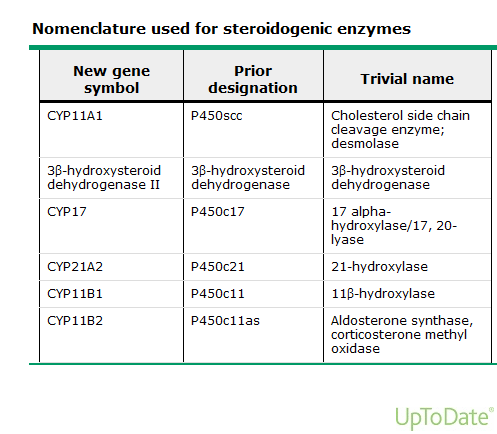 Nomenclature used for steroidogenic enzymes
New gene symbol Prior designation Trivial name
CYP11A1 P450scc Cholesterol side chain cleavage enzyme; desmolase
3β-hydroxysteroid dehydrogenase II 3β-hydroxysteroid dehydrogenase 3β-hydroxysteroid dehydrogenase
CYP17 P450c17 17 alpha-hydroxylase/17, 20-lyase
CYP21A2 P450c21 21-hydroxylase
CYP11B1 P450c11 11β-hydroxylase
CYP11B2 P450c11as Aldosterone synthase, corticosterone methyl oxidase
UpToDate®